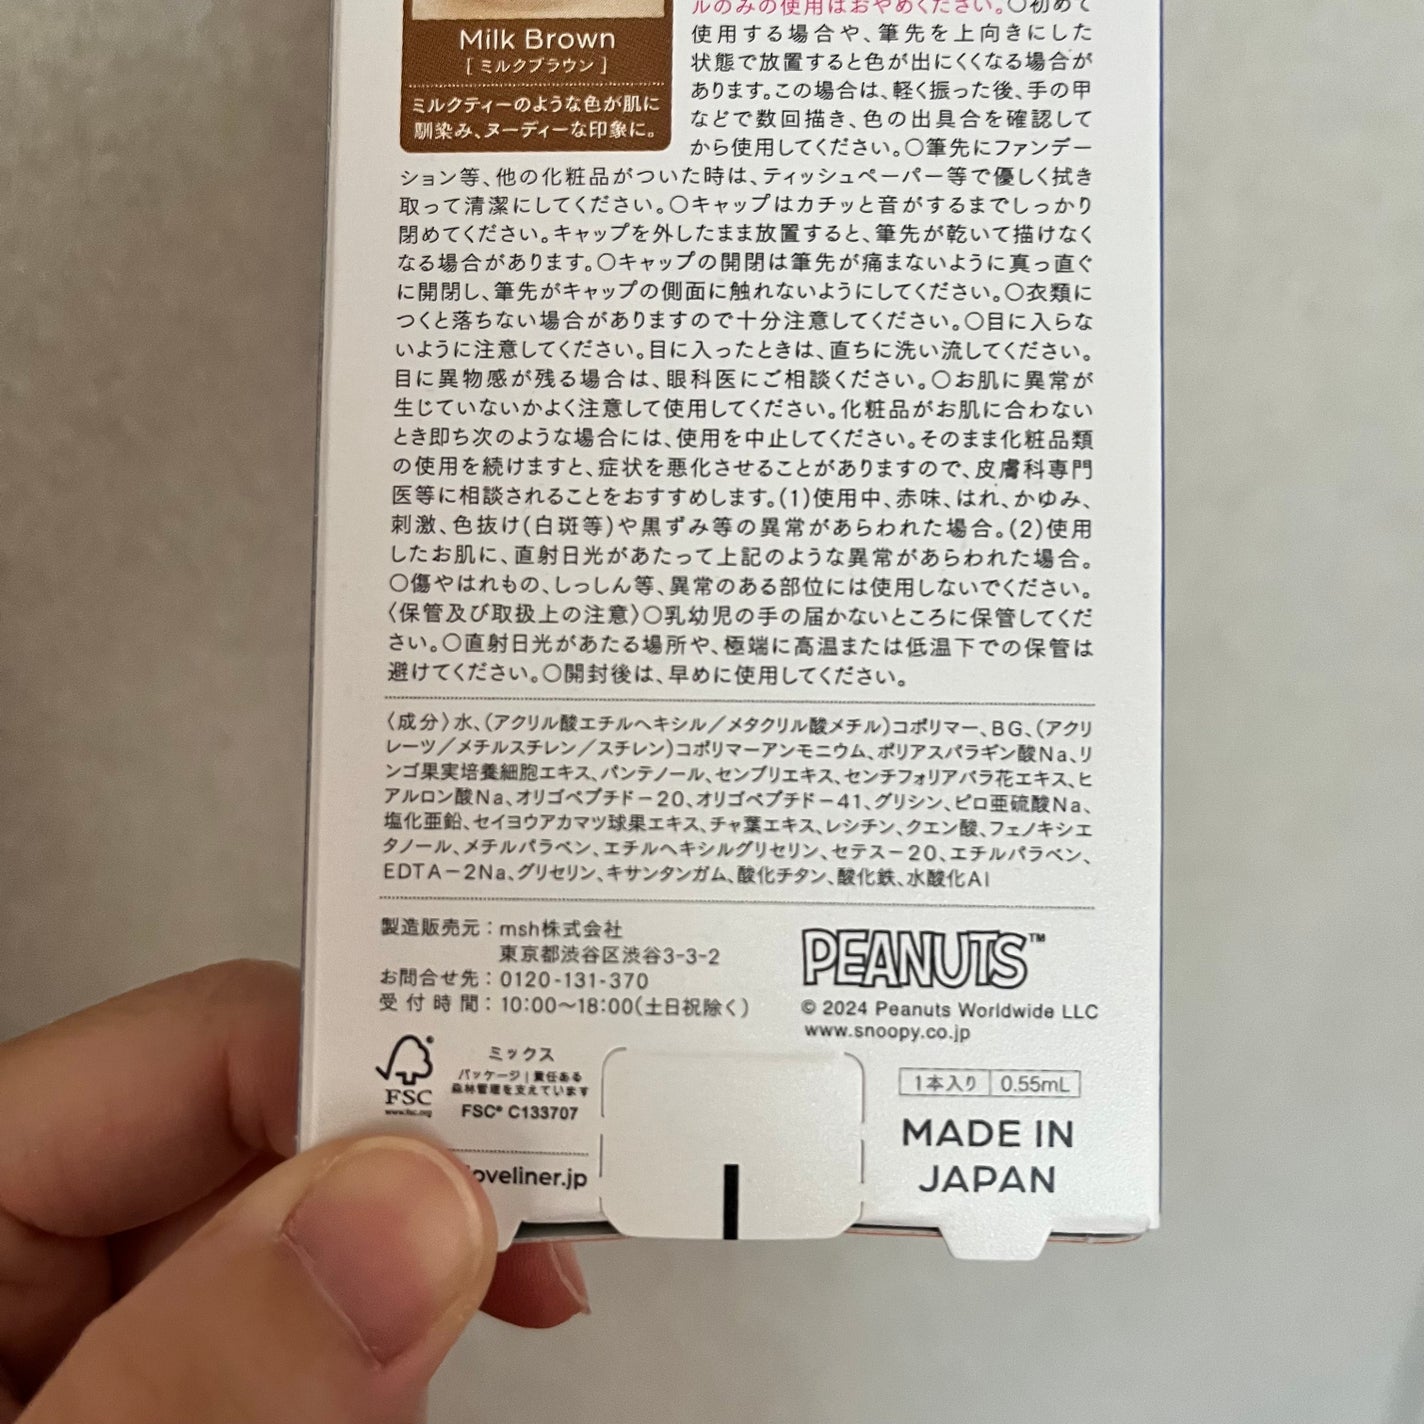 Milk Brown
[ミルクブラウン]
ミルクティーのような色が肌に
馴染み、ヌーディーな印象に。
ルのみの使用はおやめください。○初めて
使用する場合や、筆先を上向きにした
状態で放置すると色が出にくくなる場合が
あります。この場合は、軽く振った後、手の甲
などで数回描き、色の出具合を確認して
から使用してください。○筆先にファンデー
ション等、他の化粧品がついた時は、ティッシュペーパー等で優しく拭き
取って清潔にしてください。○キャップはカチッと音がするまでしっかり
閉めてください。キャップを外したまま放置すると、筆先が乾いて描けなく
なる場合があります。○キャップの開閉は筆先が痛まないように真っ直ぐ
に開閉し、筆先がキャップの側面に触れないようにしてください。○衣類に
つくと落ちない場合がありますので十分注意してください。○目に入らな
いように注意してください。目に入ったときは、直ちに洗い流してください。
目に異物感が残る場合は、眼科医にご相談ください。○お肌に異常が
生じていないかよく注意して使用してください。化粧品がお肌に合わない
とき即ち次のような場合には、使用を中止してください。そのまま化粧品類
の使用を続けますと、症状を悪化させることがありますので、皮膚科専門
医等に相談されることをおすすめします。(1)使用中、赤味、はれ、かゆみ、
刺激、色抜け(白斑等)や黒ずみ等の異常があらわれた場合。(2)使用
したお肌に、直射日光があたって上記のような異常があらわれた場合。
○傷やはれもの、しっしん等、異常のある部位には使用しないでください。
〈保管及び取扱上の注意〉○乳幼児の手の届かないところに保管してくだ
さい。○直射日光があたる場所や、極端に高温または低温下での保管は
避けてください。○開封後は、早めに使用してください。
〈成分〉水、(アクリル酸エチルヘキシル／メタクリル酸メチル)コポリマー、BG、(アクリ
レーツ／メチルスチレン／スチレン)コポリマーアンモニウム、ポリアスパラギン酸Na、リ
ンゴ果実培養細胞エキス、パンテノール、センブリエキス、センチフォリアバラ花エキス、ヒ
アルロン酸Na、オリゴペプチド－20、オリゴペプチド－41、グリシン、ピロ亜硫酸Na、
塩化亜鉛、セイヨウアカマツ球果エキス、チャ葉エキス、レシチン、クエン酸、フェノキシエ
タノール、メチルパラベン、エチルヘキシルグリセリン、セテス－20、エチルパラベン、
EDTA－2Na、グリセリン、キサンタンガム、酸化チタン、酸化鉄、水酸化Al
製造販売元：msh株式会社
東京都渋谷区渋谷3-3-2
お問合せ先：0120-131-370
受付時間：10:00〜18:00(土日祝除く)
PEANUTS™
© 2024 Peanuts Worldwide LLC
www.snoopy.co.jp
FSC
www.fsc.org
ミックス
パッケージ｜責任ある
森林管理を支えています
FSC® C133707
loveliner.jp
1本入り 0.55mL
MADE IN
JAPAN